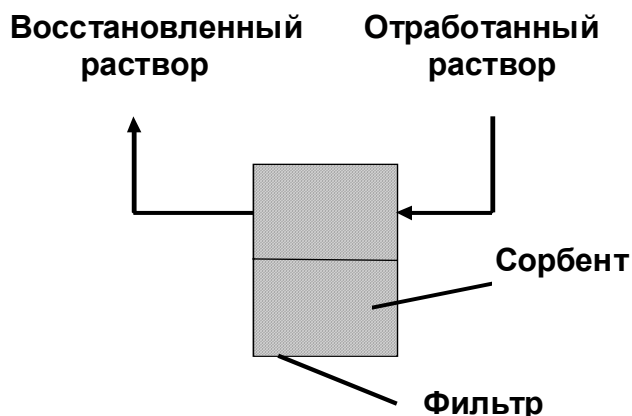 Восстановленный
раствор
Отработанный
раствор
Сорбент
Фильтр